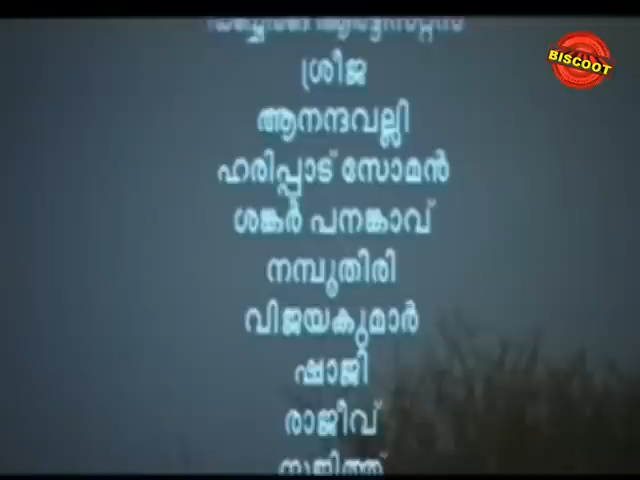 BISCOOT
ശ്രീജ
ആനന്ദവല്ലി
ഹരിപ്പാട് സോമൻ
ശങ്കർ പനങ്കാവ്
നമ്പൂതിരി
വിജയകുമാർ
ഷാജി
രാജീവ്